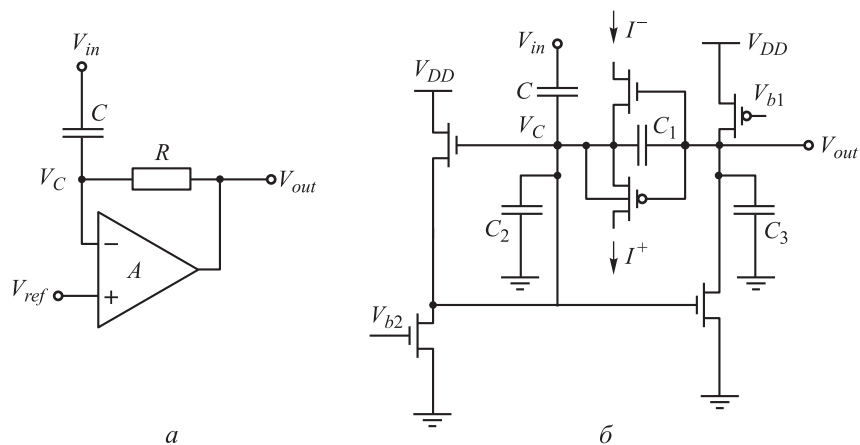 V_in
C
R
V_C
V_out
A
−
+
V_ref
а
V_in
I⁻
V_DD
V_DD
C
V_b1
V_C
C_1
V_out
C_2
C_3
I⁺
V_b2
б